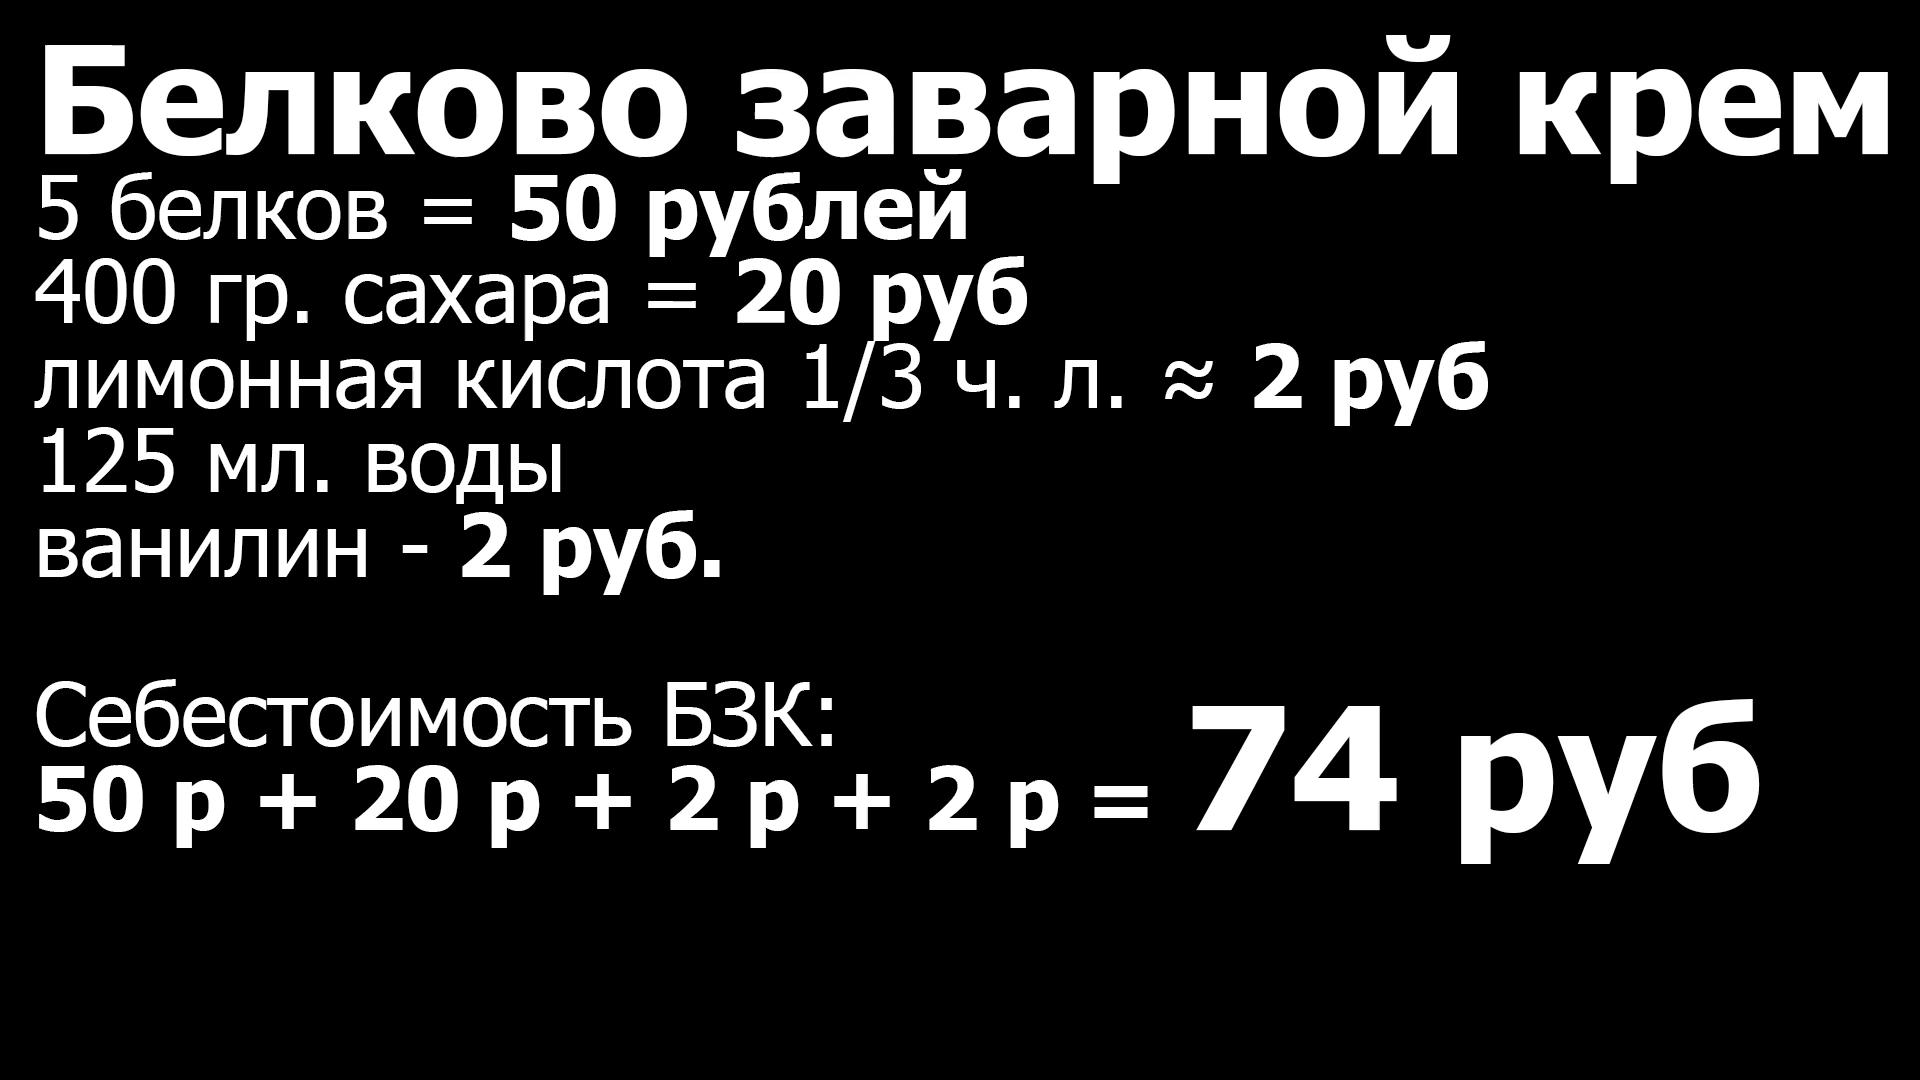 Белково заварной крем
5 белков = 50 рублей
400 гр. сахара = 20 руб
лимонная кислота 1/3 ч. л. ≈ 2 руб
125 мл. воды
ванилин - 2 руб.
Себестоимость БЗК:
50 р + 20 р + 2 р + 2 р = 74 руб